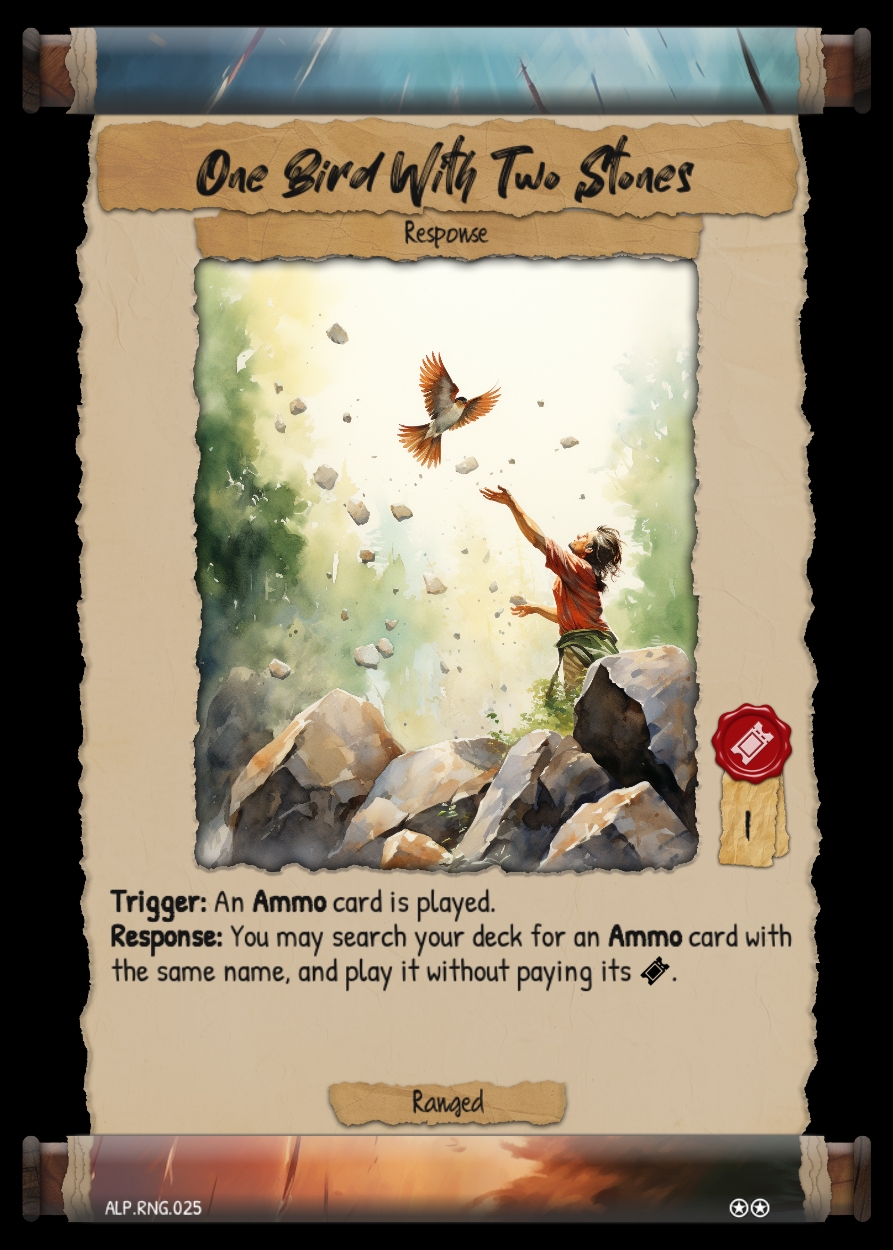 One Bird With Two Stones
Response
1
Trigger: An Ammo card is played.
Response: You may search your deck for an Ammo card with
the same name, and play it without paying its .
Ranged
ALP.RNG.025